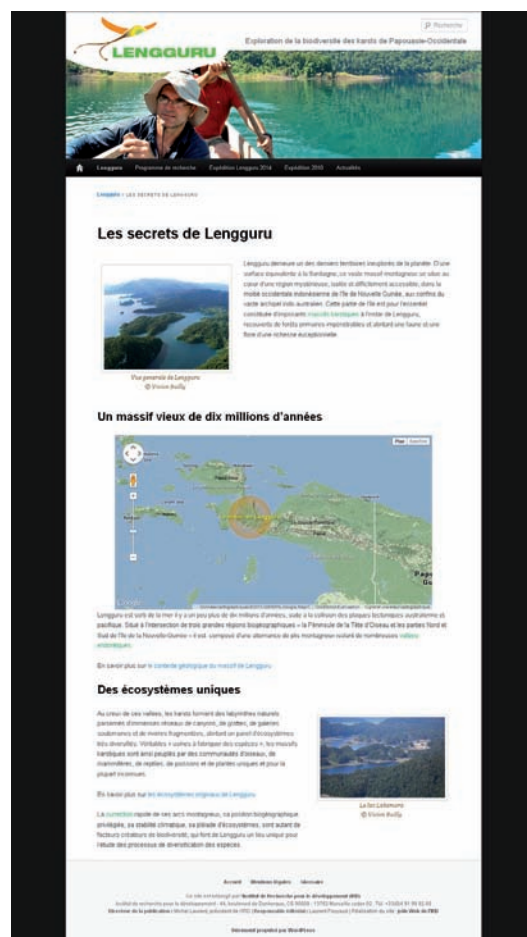 Recherche
LENGGURU
Exploration de la biodiversité des karsts de Papouasie-Occidentale
Lengguru Programme de recherche Expédition Lengguru 2014 Expédition 2010 Actualités
Lengguru > LES SECRETS DE LENGGURU
Les secrets de Lengguru
Lengguru demeure un des derniers territoires inexplorés de la planète. D'une
surface équivalente à la Sardaigne, ce vaste massif montagneux se situe au
cœur d'une région mystérieuse, isolée et difficilement accessible, dans la
moitié occidentale indonésienne de l'île de Nouvelle Guinée, aux confins du
vaste archipel indo-australien. Cette partie de l'île est pour l'essentiel
constituée d'imposants massifs karstiques à l'instar de Lengguru,
recouverts de forêts primaires impénétrables et abritant une faune et une
flore d'une richesse exceptionnelle.
Vue générale de Lengguru
Un massif vieux de dix millions d'années
Plan
Lengguru est sorti de la mer il y a un peu plus de dix millions d'années, suite à la collision des plaques tectoniques australienne et
pacifique. Situé à l'intersection de trois grandes régions biogéographiques – la Péninsule de la Tête d'Oiseau et les parties Nord et
Sud de l'île de la Nouvelle-Guinée – il est composé d'une alternance de plis montagneux isolant de nombreuses vallées
En savoir plus sur le contexte géologique du massif de Lengguru
Des écosystèmes uniques
Au creux de ces vallées, les karsts forment des labyrinthes naturels
parsemés d'immenses réseaux de canyons, de grottes, de galeries
souterraines et de rivières fragmentées, abritant un panel d'écosystèmes
très diversifiés. Véritables « usines à fabriquer des espèces », les massifs
karstiques sont ainsi peuplés par des communautés d'oiseaux, de
mammifères, de reptiles, de poissons et de plantes uniques et pour la
plupart inconnues.
En savoir plus sur les écosystèmes originaux de Lengguru
La surrection rapide de ces arcs montagneux, sa position biogéographique
privilégiée, sa stabilité climatique, sa pléiade d'écosystèmes, sont autant de
facteurs créateurs de biodiversité, qui font de Lengguru un lieu unique pour
l'étude des processus de diversification des espèces.
Accueil Mentions légales Glossaire
Ce site est réalisé par l'Institut de Recherche pour le développement (IRD)
Fièrement propulsé par WordPress